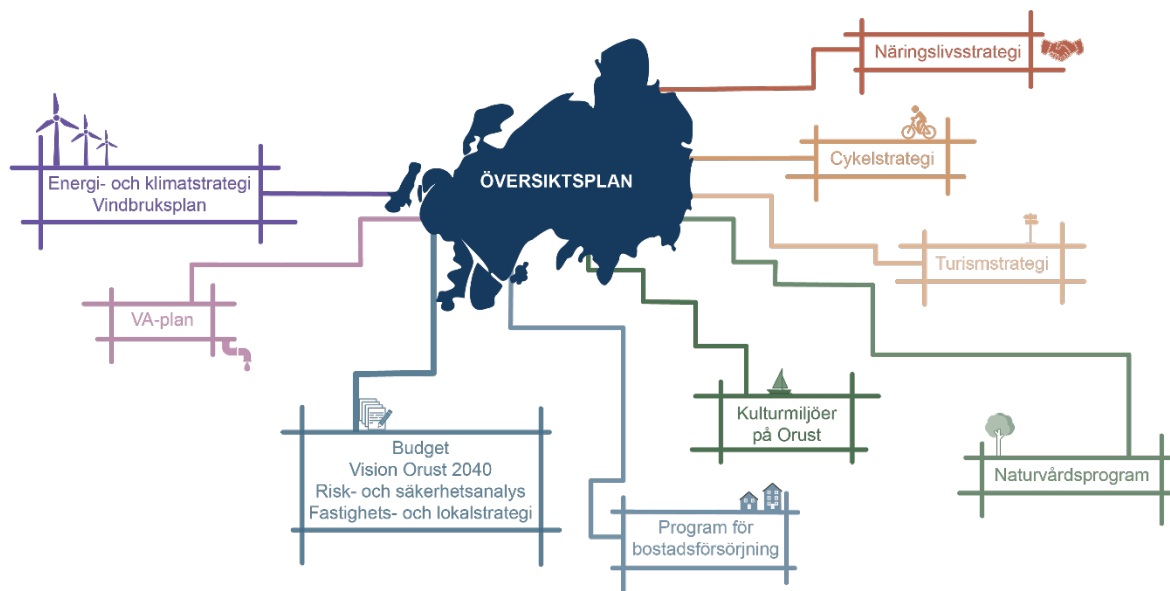 Näringslivsstrategi
Cykelstrategi
Energi- och klimatstrategi
Vindbruksplan
ÖVERSIKTSPLAN
Turismstrategi
VA-plan
Kulturmiljöer
på Orust
Budget
Vision Orust 2040
Risk- och säkerhetsanalys
Fastighets- och lokalstrategi
Naturvårdsprogram
Program för
bostadsförsörjning